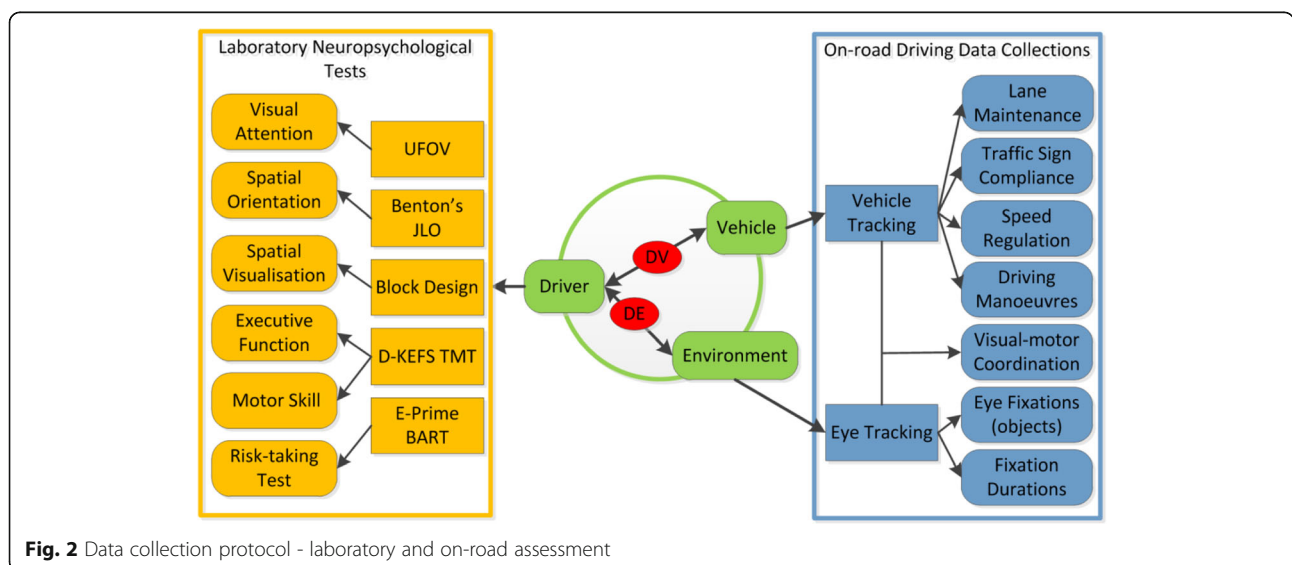 Laboratory Neuropsychological
Tests
Visual
Attention
Spatial
Orientation
Spatial
Visualisation
Executive
Function
Motor Skill
Risk-taking
Test
UFOV
Benton's
JLO
Block Design
D-KEFS TMT
E-Prime
BART
Driver
DV
DE
Vehicle
Environment
On-road Driving Data Collections
Vehicle
Tracking
Eye Tracking
Lane
Maintenance
Traffic Sign
Compliance
Speed
Regulation
Driving
Manoeuvres
Visual-motor
Coordination
Eye Fixations
(objects)
Fixation
Durations
Fig. 2 Data collection protocol - laboratory and on-road assessment